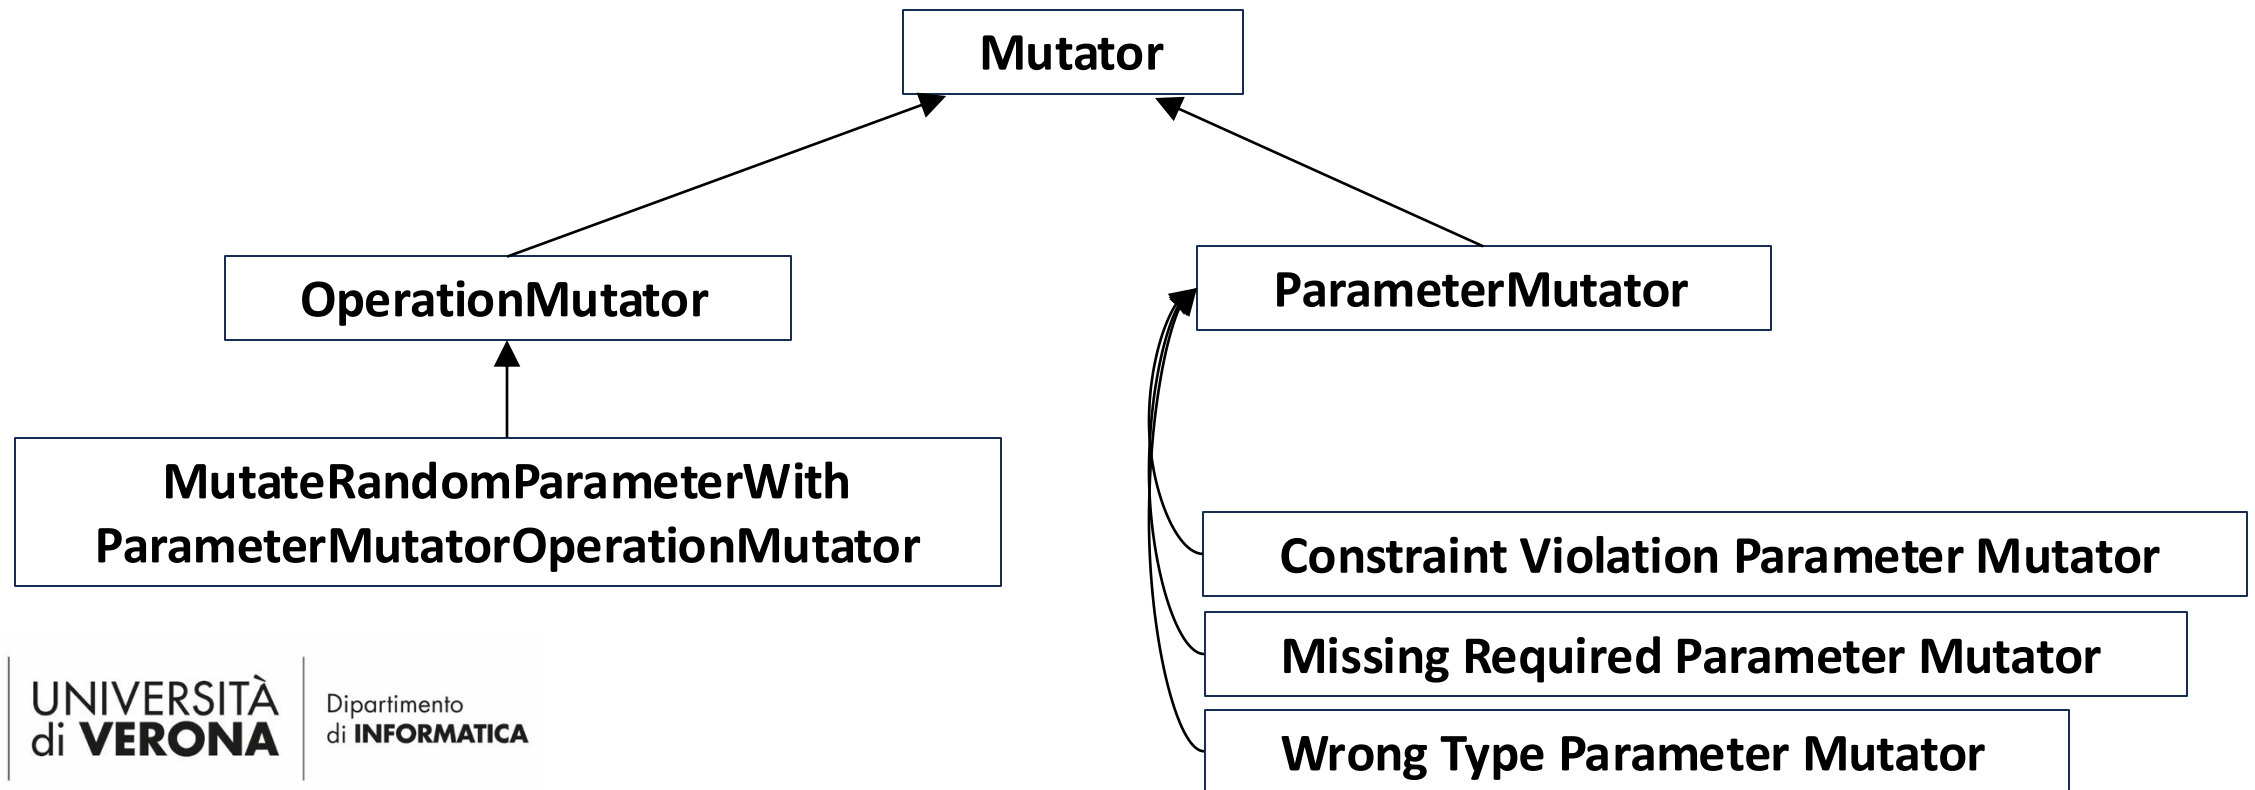 Mutator
OperationMutator
ParameterMutator
MutateRandomParameterWith
ParameterMutatorOperationMutator
Constraint Violation Parameter Mutator
Missing Required Parameter Mutator
Wrong Type Parameter Mutator
UNIVERSITÀ
di VERONA
Dipartimento
di INFORMATICA